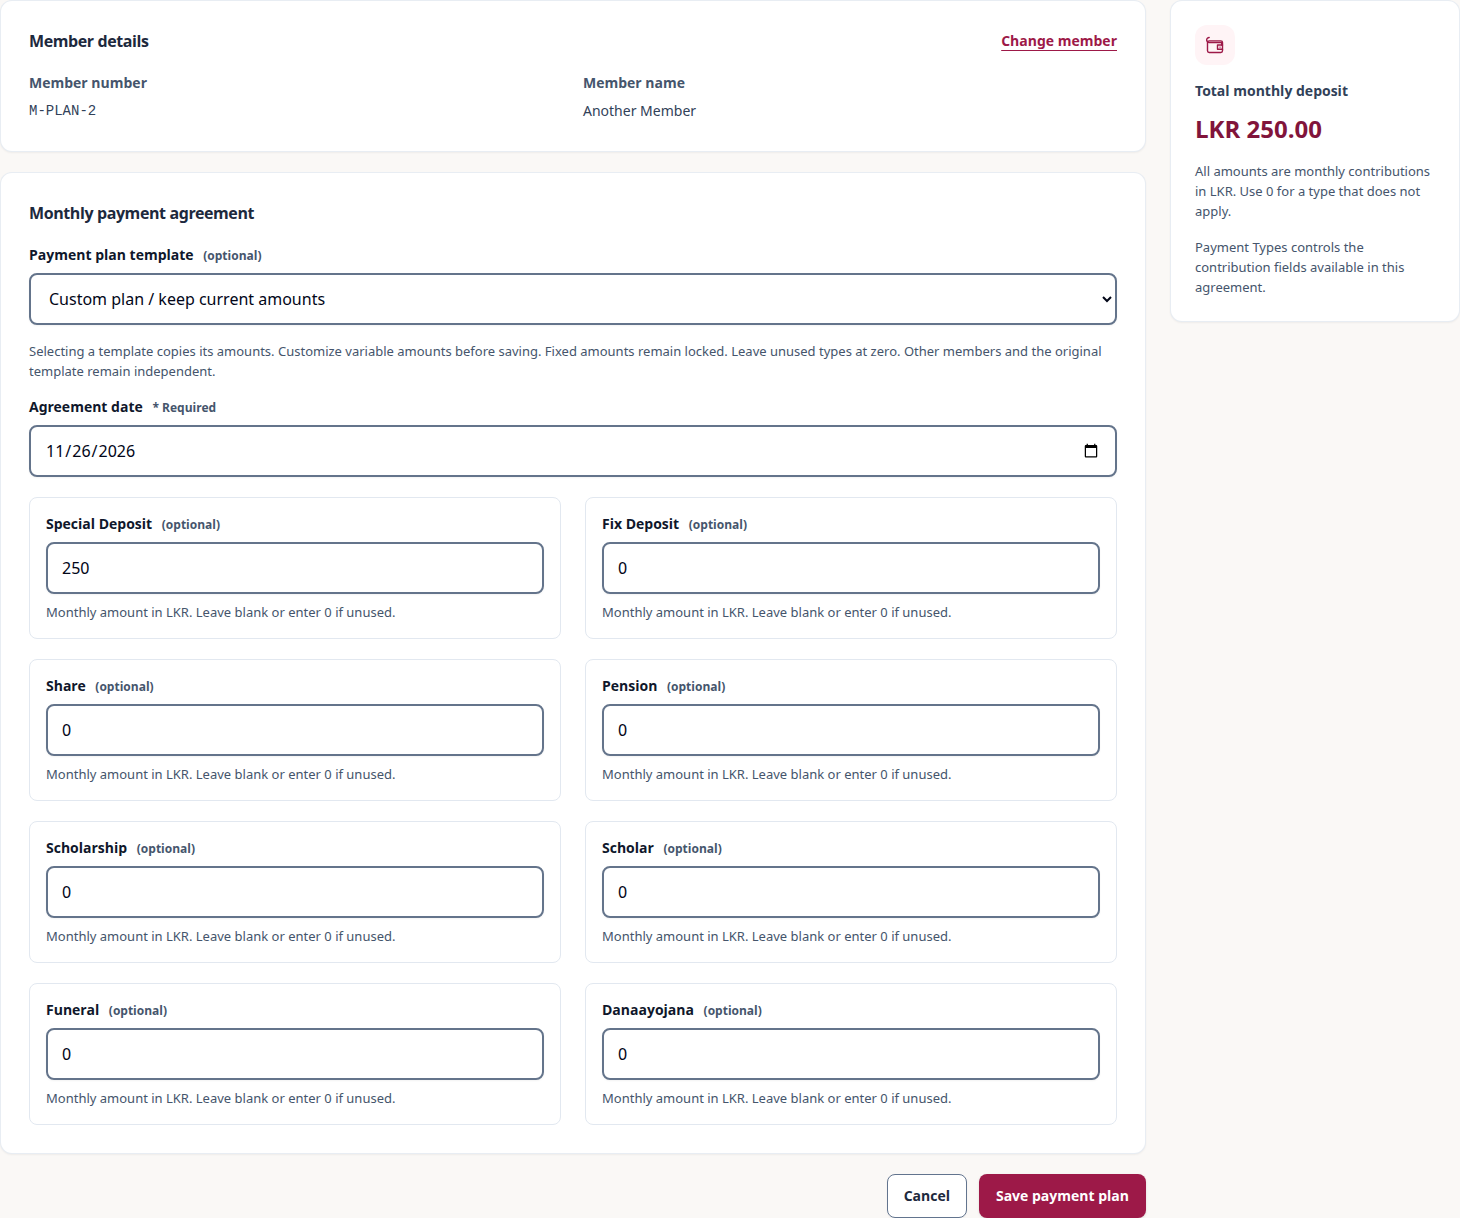 Member details
Change member
Member number
Member name
M-PLAN-2
Another Member
Monthly payment agreement
Payment plan template (optional)
Custom plan / keep current amounts
Selecting a template copies its amounts. Customize variable amounts before saving. Fixed amounts remain locked. Leave unused types at zero. Other members and the original
template remain independent.
Agreement date * Required
11/26/2026
Special Deposit (optional)
250
Monthly amount in LKR. Leave blank or enter 0 if unused.
Fix Deposit (optional)
0
Monthly amount in LKR. Leave blank or enter 0 if unused.
Share (optional)
0
Monthly amount in LKR. Leave blank or enter 0 if unused.
Pension (optional)
0
Monthly amount in LKR. Leave blank or enter 0 if unused.
Scholarship (optional)
0
Monthly amount in LKR. Leave blank or enter 0 if unused.
Scholar (optional)
0
Monthly amount in LKR. Leave blank or enter 0 if unused.
Funeral (optional)
0
Monthly amount in LKR. Leave blank or enter 0 if unused.
Danaayojana (optional)
0
Monthly amount in LKR. Leave blank or enter 0 if unused.
Cancel
Save payment plan
Total monthly deposit
LKR 250.00
All amounts are monthly contributions
in LKR. Use 0 for a type that does not
apply.
Payment Types controls the
contribution fields available in this
agreement.